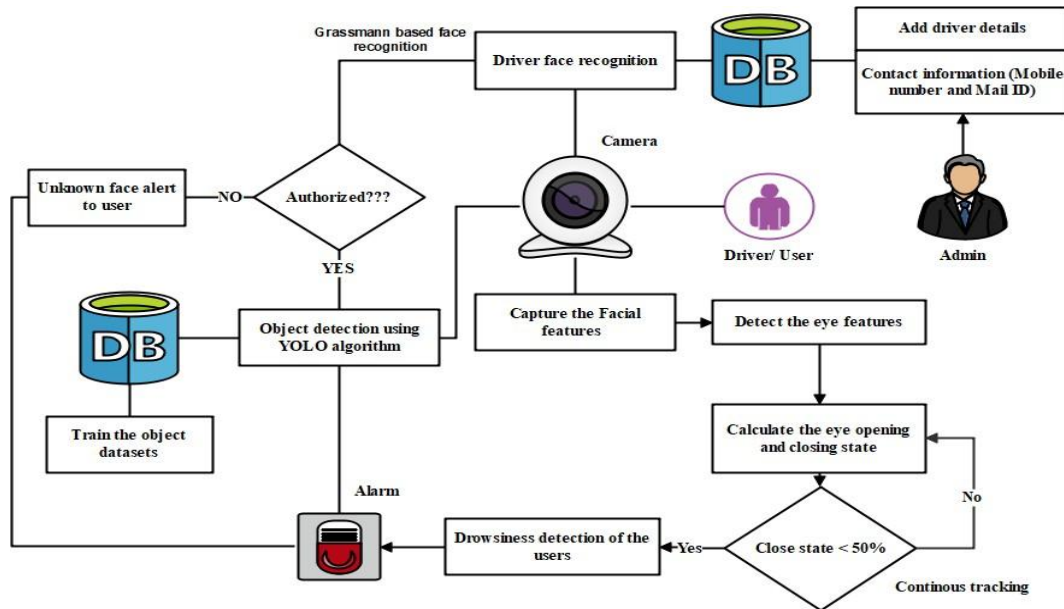 Grassmann based face
recognition
Driver face recognition
DB
Add driver details
Contact information (Mobile
number and Mail ID)
Camera
Unknown face alert
to user
NO
Authorized???
Driver/ User
Admin
YES
DB
Object detection using
YOLO algorithm
Capture the Facial
features
Detect the eye features
Train the object
datasets
Calculate the eye opening
and closing state
Alarm
No
Drowsiness detection of the
users
Yes
Close state < 50%
Continous tracking